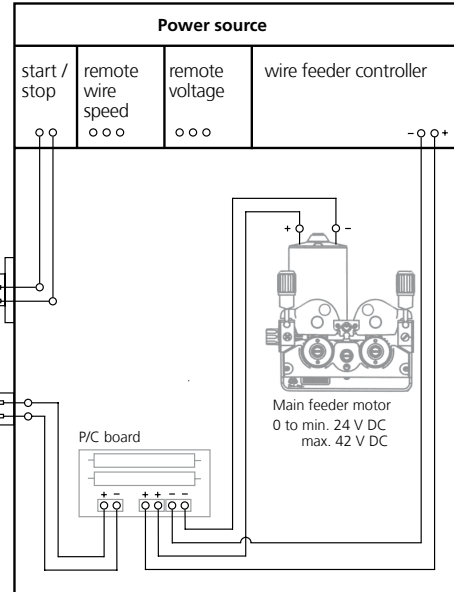 Power source
start /
stop
remote
wire
speed
remote
voltage
wire feeder controller
- +
+ -
Main feeder motor
0 to min. 24 V DC
max. 42 V DC
P/C board
+ - + + - -